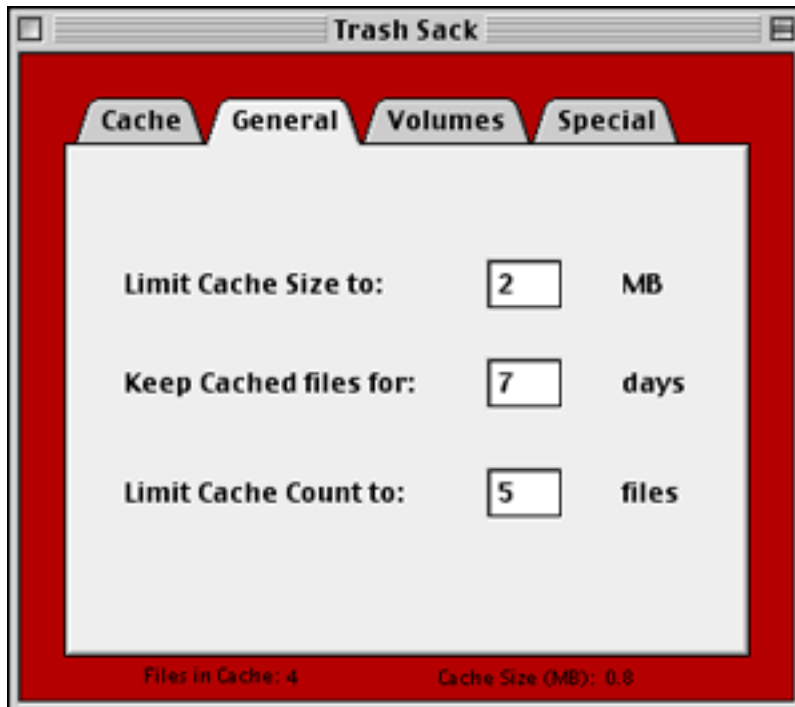 Trash Sack
Cache General Volumes Special
Limit Cache Size to: 2 MB
Keep Cached files for: 7 days
Limit Cache Count to: 5 files
Files in Cache: 4 Cache Size (MB): 0.8